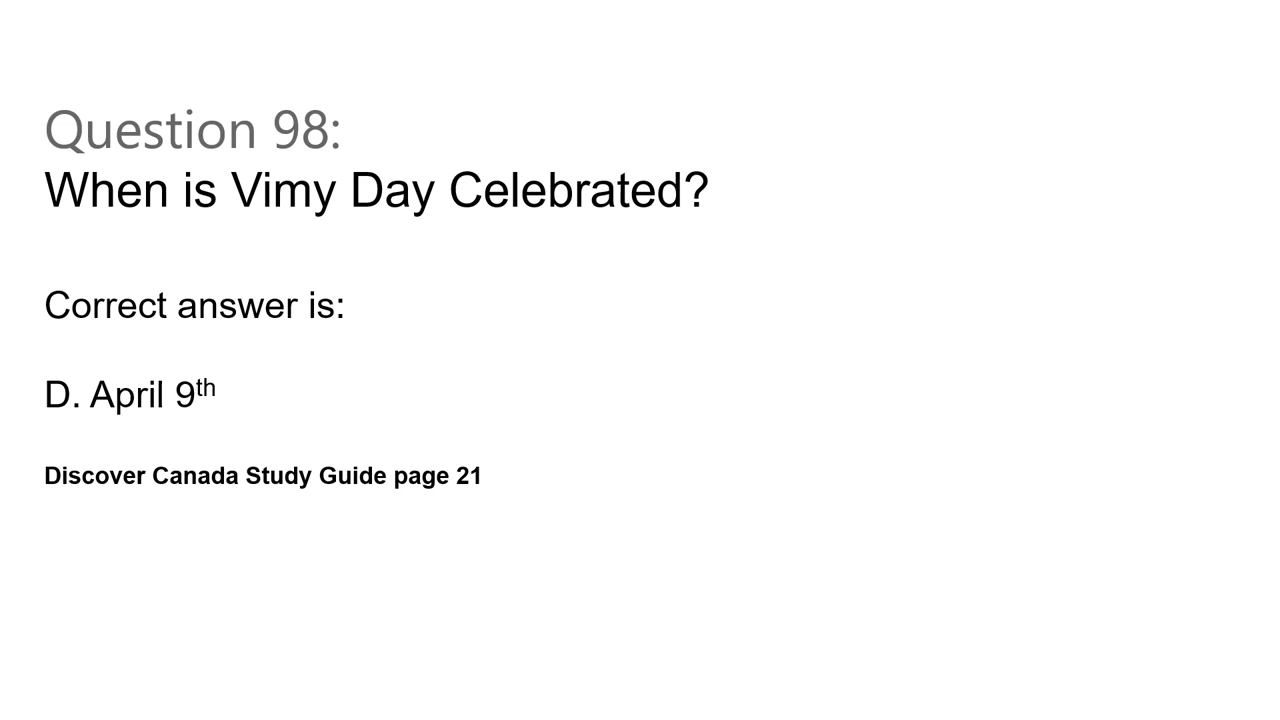 Question 98:
When is Vimy Day Celebrated?
Correct answer is:
D. April 9th
Discover Canada Study Guide page 21